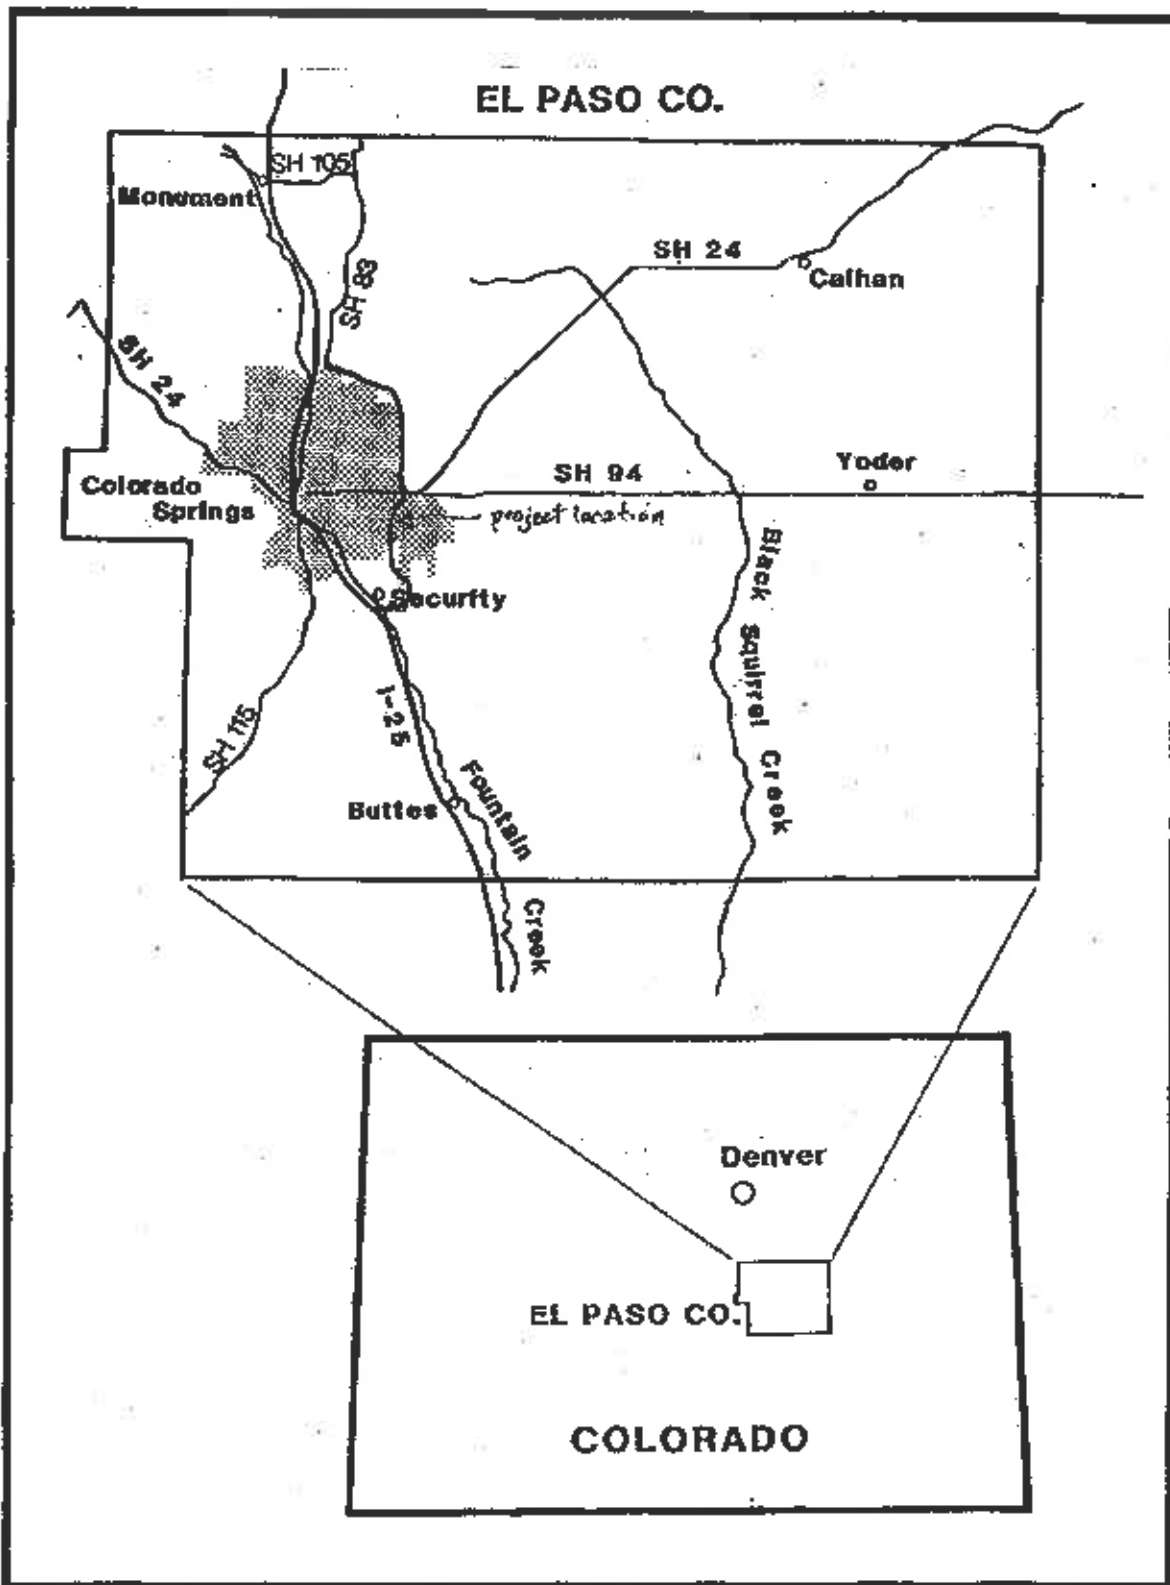 EL PASO CO.
SH 105
Monument
SH 83
SH 24
Calhan
SH 24
Colorado
Springs
SH 94
Yoder
project location
Security
Black Squirrel Creek
I-25
SH 115
Buttes
Fountain
Creek
Denver
EL PASO CO.
COLORADO